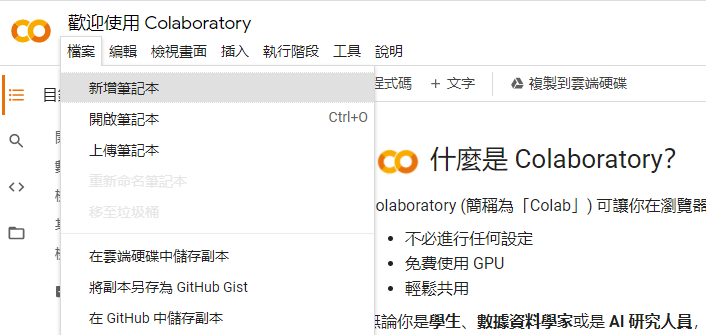 歡迎使用 Colaboratory
檔案 編輯 檢視畫面 插入 執行階段 工具 說明
新增筆記本
開啟筆記本 Ctrl+O
上傳筆記本
重新命名筆記本
移至垃圾桶
在雲端硬碟中儲存副本
將副本另存為 GitHub Gist
在 GitHub 中儲存副本
程式碼 + 文字 複製到雲端硬碟
什麼是 Colaboratory?
olaboratory (簡稱為「Colab」) 可讓你在瀏覽器
• 不必進行任何設定
• 免費使用 GPU
• 輕鬆共用
無論你是學生、數據資料學家或是 AI 研究人員,